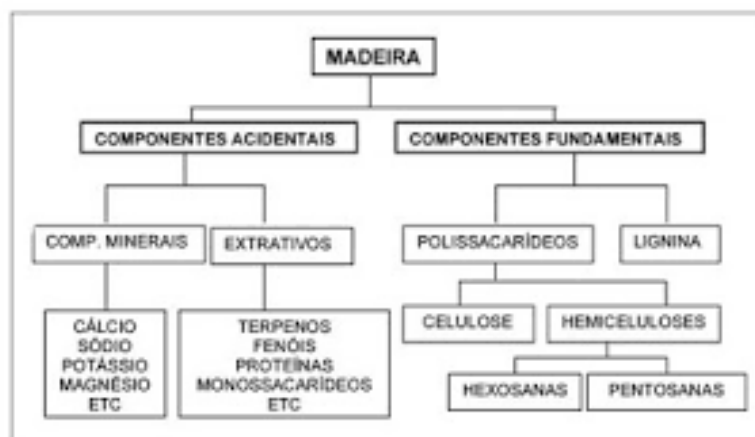 MADEIRA
COMPONENTES ACIDENTAIS
COMPONENTES FUNDAMENTAIS
COMP. MINERAIS
EXTRATIVOS
POLISSACARÍDEOS
LIGNINA
CÁLCIO
SÓDIO
POTÁSSIO
MAGNÉSIO
ETC
TERPENOS
FENÓIS
PROTEÍNAS
MONOSSACARÍDEOS
ETC
CELULOSE
HEMICELULOSES
HEXOSANAS
PENTOSANAS